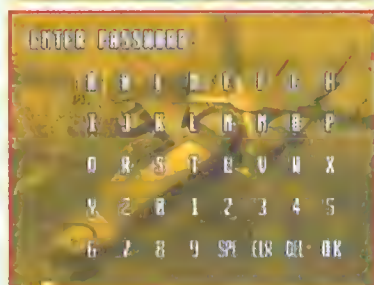 ENTER PASSWORD:
A B C D E F G H
I J K L M N O P
Q R S T U V W X
Y Z 0 1 2 3 4 5
6 7 8 9 SPC CLR DEL OK